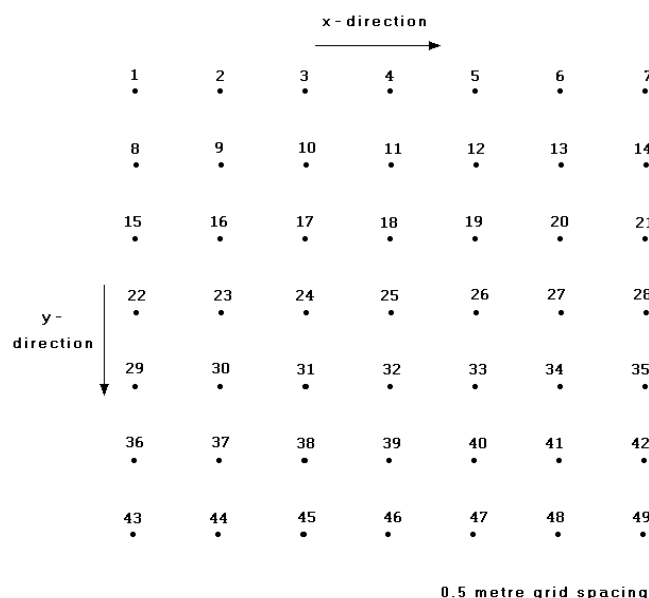 x-direction
1 2 3 4 5 6 7
8 9 10 11 12 13 14
15 16 17 18 19 20 21
22 23 24 25 26 27 28
y-
direction
29 30 31 32 33 34 35
36 37 38 39 40 41 42
43 44 45 46 47 48 49
0.5 metre grid spacing